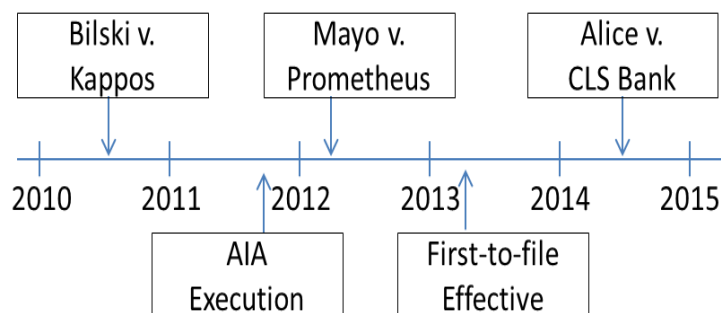 Bilski v.
Kappos
Mayo v.
Prometheus
Alice v.
CLS Bank
2010 2011 2012 2013 2014 2015
AIA
Execution
First-to-file
Effective